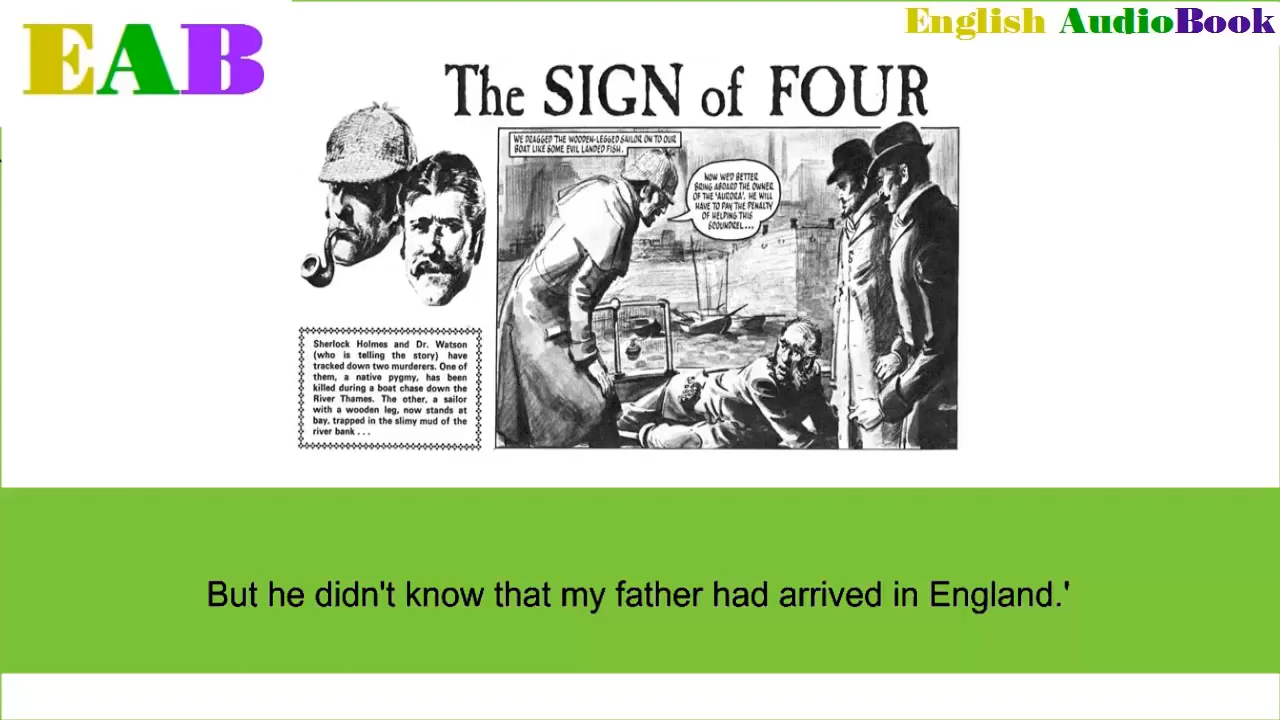 EAB
English AudioBook
The SIGN of FOUR
WE DRAGGED THE WOODEN-LEGGED SAILOR ON TO OUR
BOAT LIKE SOME EVIL LANDED FISH.
NOW WE'D BETTER
BRING ABOARD THE OWNER
OF THE 'AURORA'. HE WILL
HAVE TO PAY THE PENALTY
OF HELPING THIS
SCOUNDREL...
Sherlock Holmes and Dr. Watson
(who is telling the story) have
tracked down two murderers. One of
them, a native pygmy, has been
killed during a boat chase down the
River Thames. The other, a sailor
with a wooden leg, now stands at
bay, trapped in the slimy mud of the
river bank . . .
But he didn't know that my father had arrived in England.'